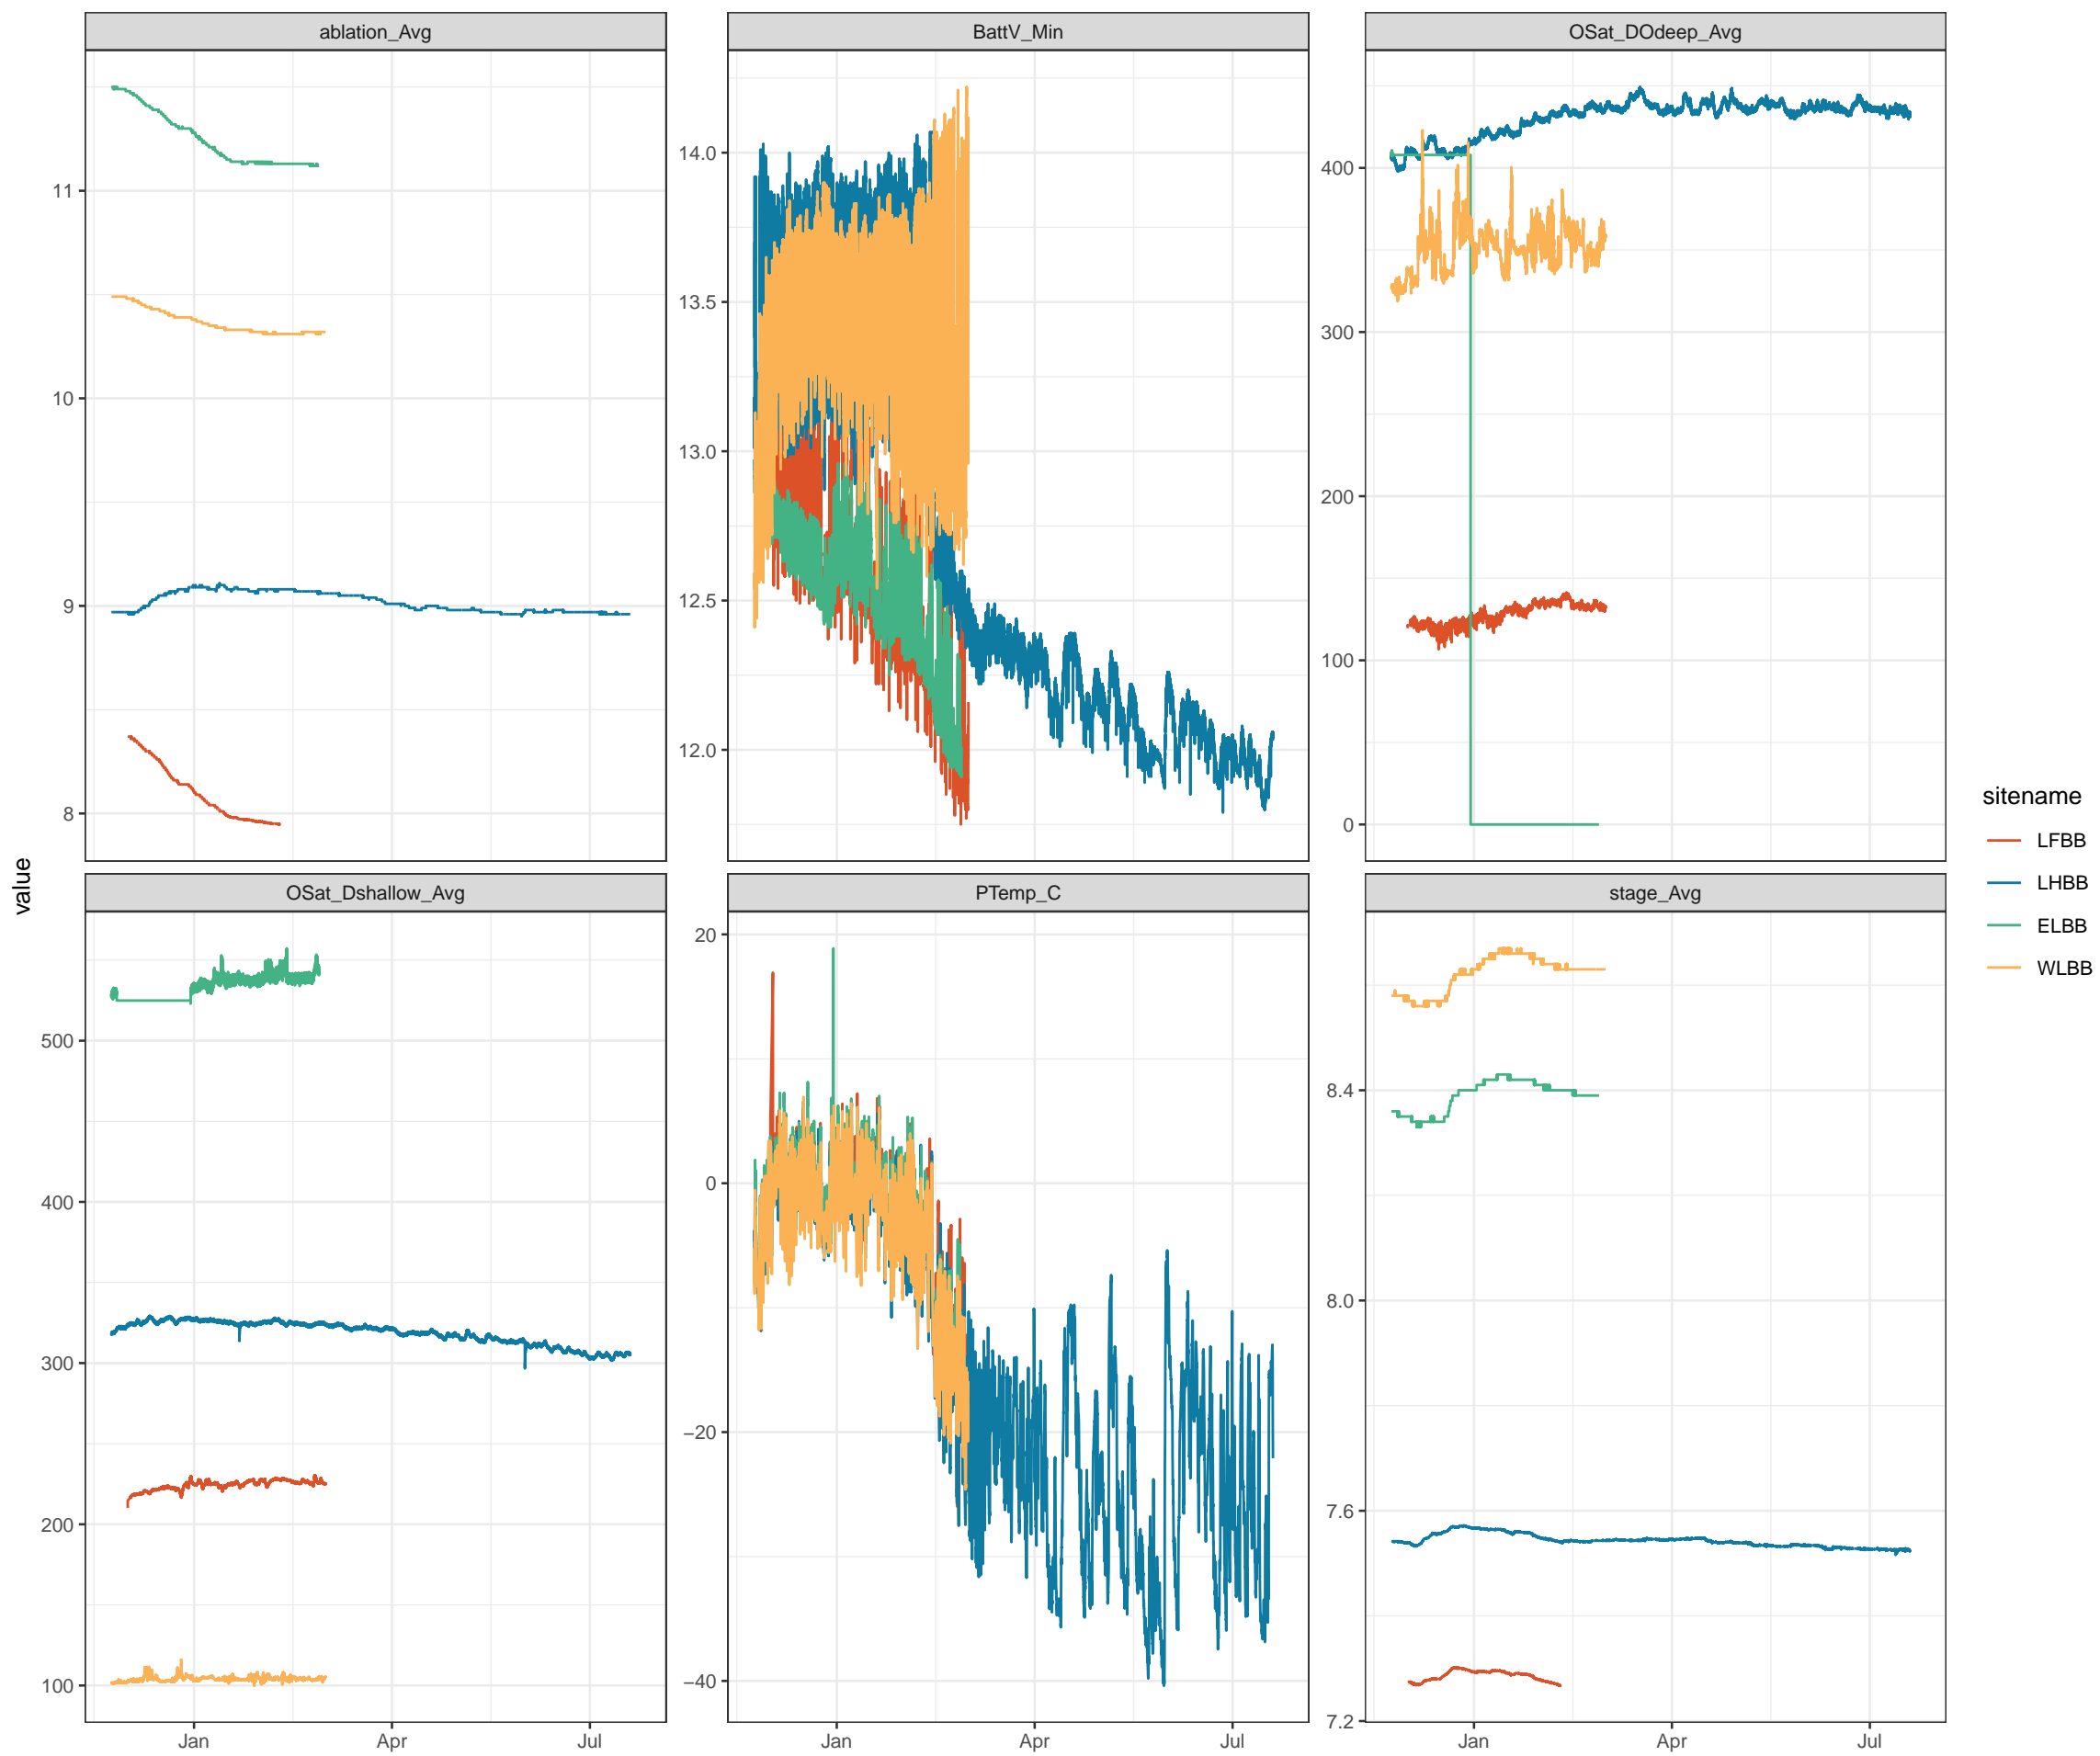 ablation_Avg
BattV_Min
OSat_DOdeep_Avg
11
10
9
8
14.0
13.5
13.0
12.5
12.0
400
300
200
100
0
value
OSat_Dshallow_Avg
PTemp_C
stage_Avg
500
400
300
200
100
20
0
−20
−40
8.4
8.0
7.6
7.2
Jan Apr Jul
Jan Apr Jul
Jan Apr Jul
sitename
LFBB
LHBB
ELBB
WLBB